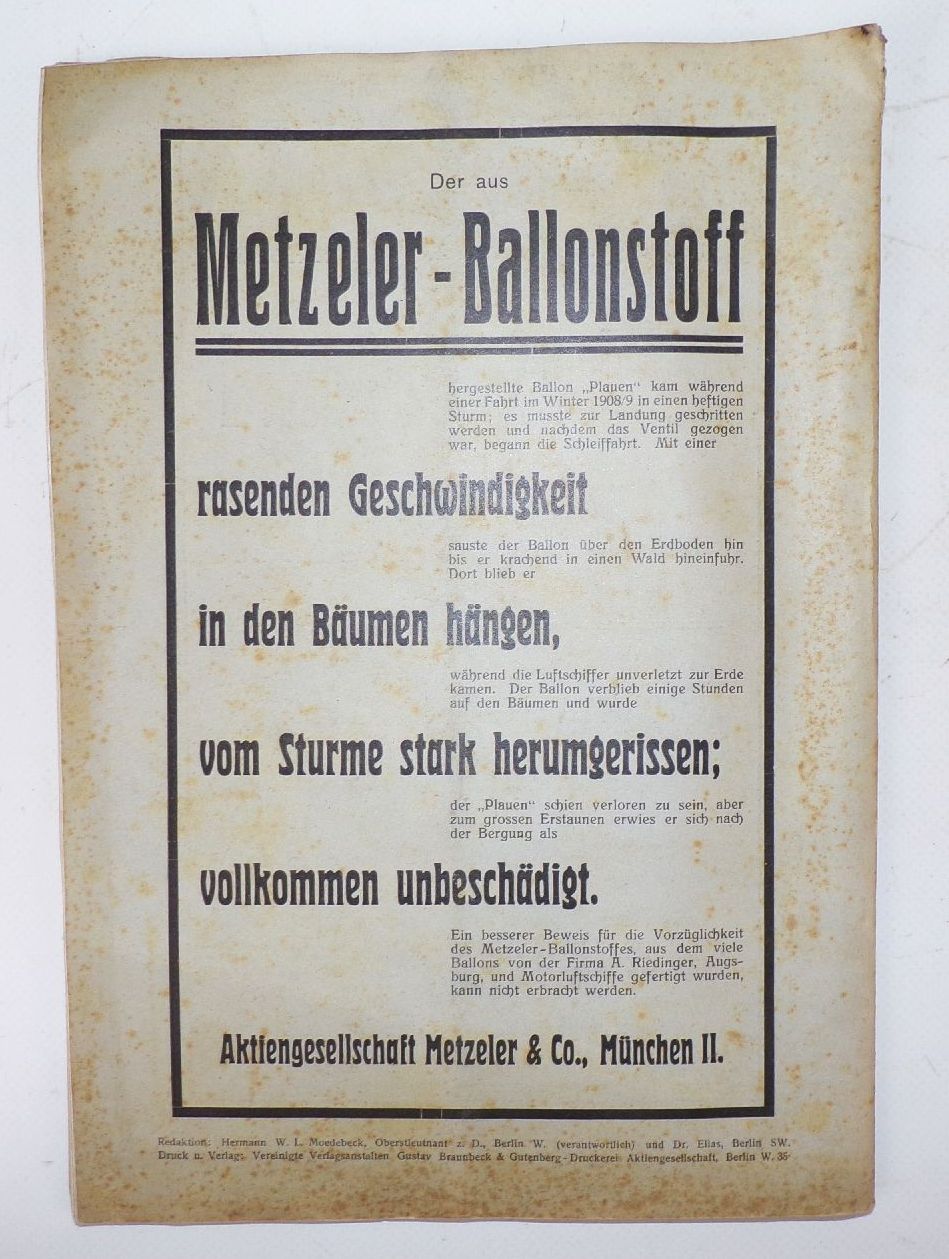 Der aus
Metzeler-Ballonstoff
hergestellte Ballon „Plauen“ kam während
einer Fahrt im Winter 1908/9 in einen heftigen
Sturm; es musste zur Landung geschritten
werden und nachdem das Ventil gezogen
war, begann die Schleiffahrt. Mit einer
rasenden Geschwindigkeit
sauste der Ballon über den Erdboden hin
bis er krachend in einen Wald hineinfuhr.
Dort blieb er
in den Bäumen hängen,
während die Luftschiffer unverletzt zur Erde
kamen. Der Ballon verblieb einige Stunden
auf den Bäumen und wurde
vom Sturme stark herumgerissen;
der „Plauen“ schien verloren zu sein, aber
zum grossen Erstaunen erwies er sich nach
der Bergung als
vollkommen unbeschädigt.
Ein besserer Beweis für die Vorzüglichkeit
des Metzeler-Ballonstoffes, aus dem viele
Ballons von der Firma A. Riedinger, Augs-
burg, und Motorluftschiffe gefertigt wurden,
kann nicht erbracht werden.
Aktiengesellschaft Metzeler & Co., München II.
Redaktion: Hermann W. L. Moedebeck, Oberstleutnant z. D., Berlin W. (verantwortlich) und Dr. Elias, Berlin SW.
Druck u. Verlag: Vereinigte Verlagsanstalten Gustav Braunbeck & Gutenberg-Druckerei Aktiengesellschaft, Berlin W. 35